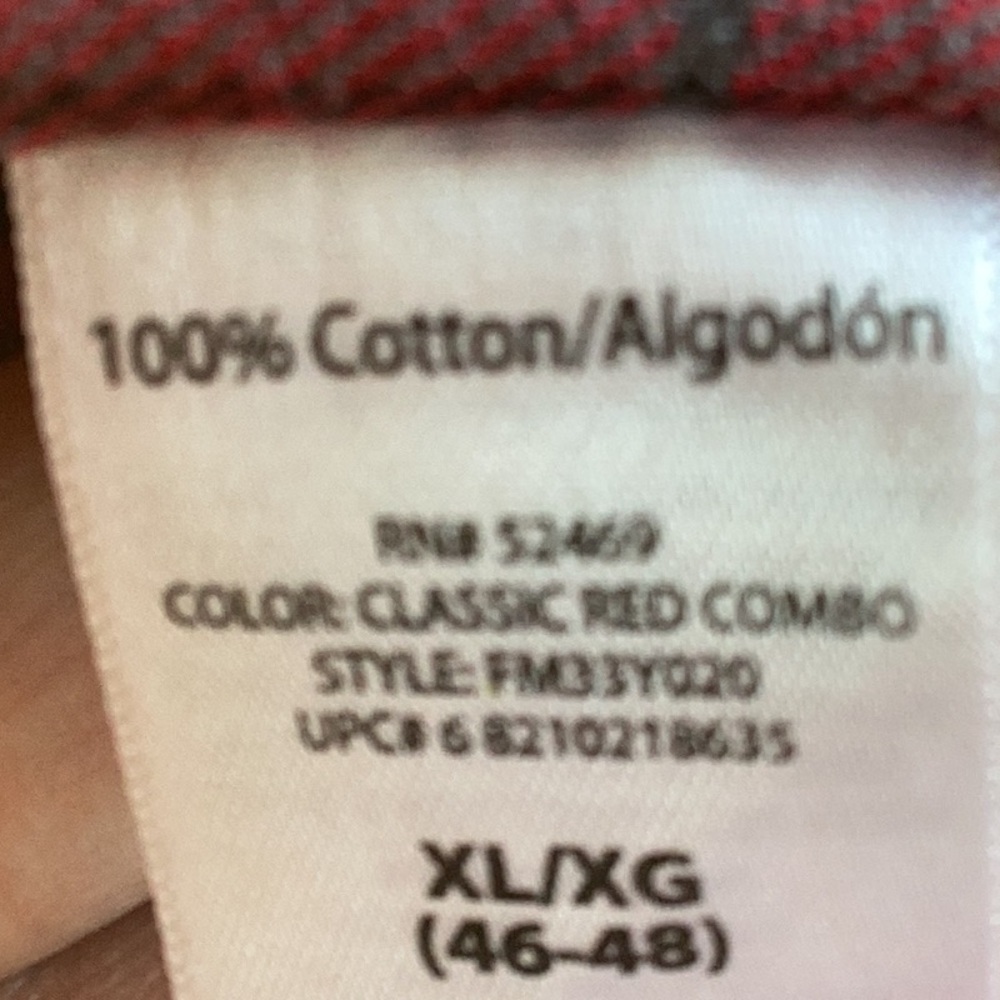 100% Cotton/Algodón
RN# 52469
COLOR: CLASSIC RED COMBO
STYLE: FM33Y020
UPC# 6 8210218635
XL/XG
(46-48)